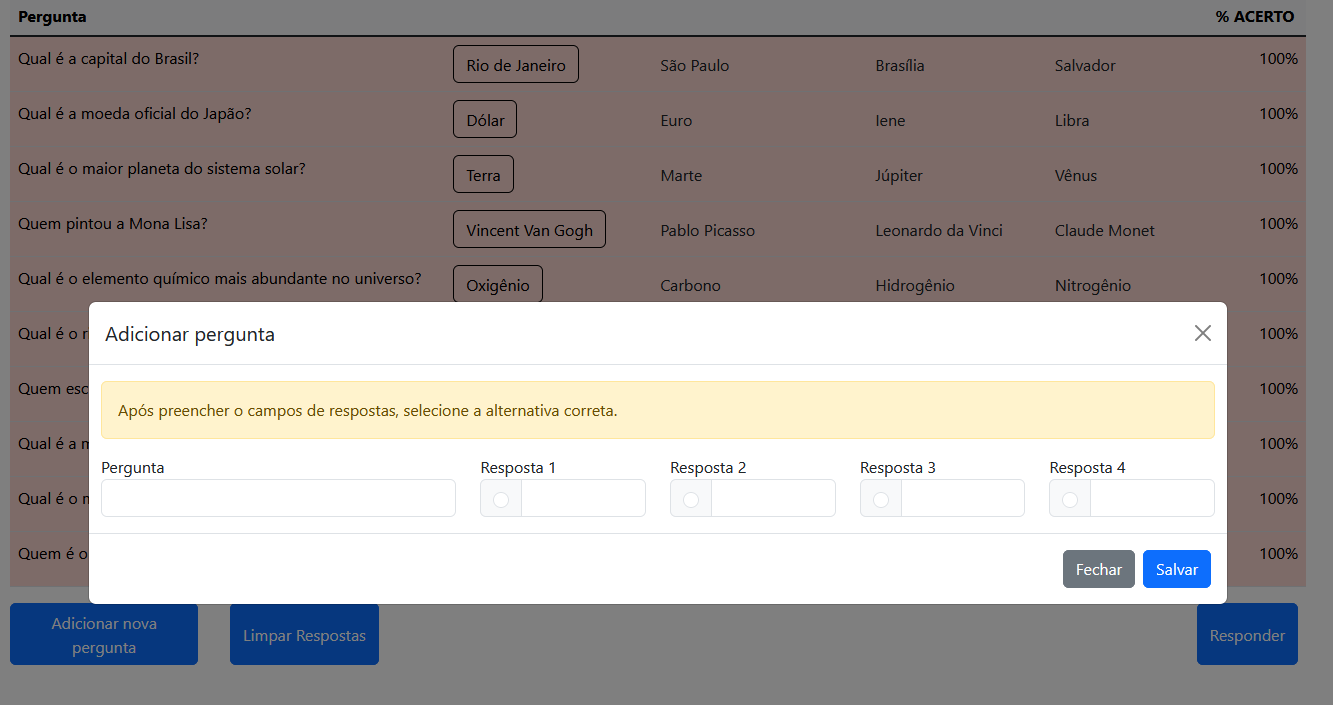 Pergunta % ACERTO
Qual é a capital do Brasil? Rio de Janeiro São Paulo Brasília Salvador 100%
Qual é a moeda oficial do Japão? Dólar Euro Iene Libra 100%
Qual é o maior planeta do sistema solar? Terra Marte Júpiter Vênus 100%
Quem pintou a Mona Lisa? Vincent Van Gogh Pablo Picasso Leonardo da Vinci Claude Monet 100%
Qual é o elemento químico mais abundante no universo? Oxigênio Carbono Hidrogênio Nitrogênio 100%
Qual é o 100%
Quem esc 100%
Qual é a 100%
Qual é o 100%
Quem é o 100%
Adicionar pergunta
Após preencher o campos de respostas, selecione a alternativa correta.
Pergunta Resposta 1 Resposta 2 Resposta 3 Resposta 4
Fechar Salvar
Adicionar nova
pergunta
Limpar Respostas
Responder